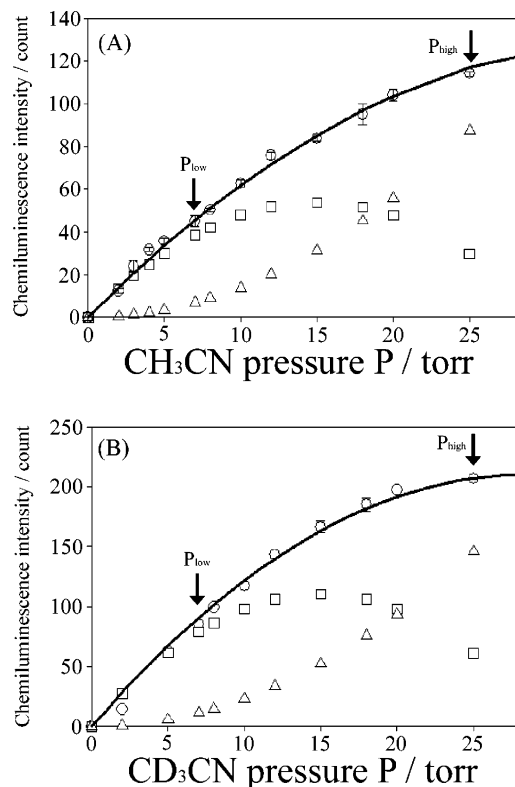 (A)
Chemiluminescence intensity / count
140
120
100
80
60
40
20
0
P_low
P_high
0 5 10 15 20 25
CH₃CN pressure P / torr
(B)
Chemiluminescence intensity / count
250
200
150
100
50
0
P_low
P_high
0 5 10 15 20 25
CD₃CN pressure P / torr